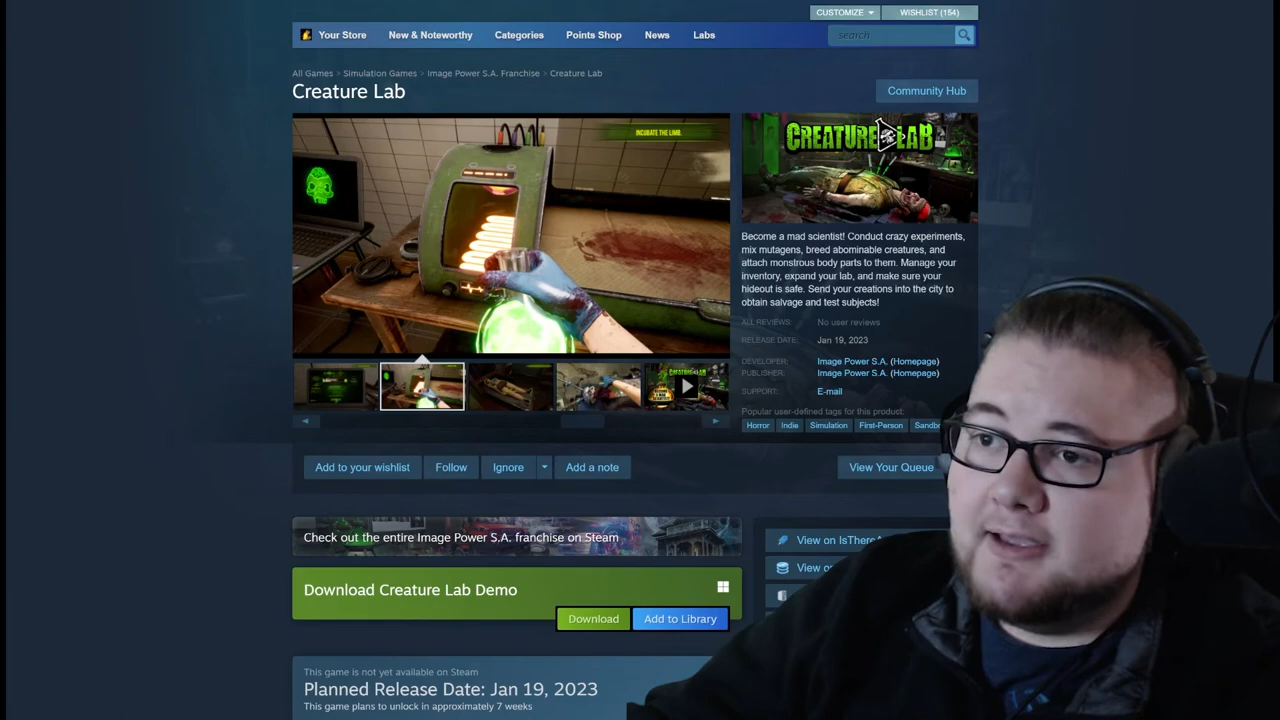 CUSTOMIZE
WISHLIST (154)
Your Store
New & Noteworthy
Categories
Points Shop
News
Labs
search
All Games > Simulation Games > Image Power S.A. Franchise > Creature Lab
Creature Lab
Community Hub
INCUBATE THE LIMB.
CREATURE LAB
Become a mad scientist! Conduct crazy experiments,
mix mutagens, breed abominable creatures, and
attach monstrous body parts to them. Manage your
inventory, expand your lab, and make sure your
hideout is safe. Send your creations into the city to
obtain salvage and test subjects!
ALL REVIEWS: No user reviews
RELEASE DATE: Jan 19, 2023
DEVELOPER: Image Power S.A. (Homepage)
PUBLISHER: Image Power S.A. (Homepage)
SUPPORT: E-mail
Popular user-defined tags for this product:
Horror Indie Simulation First-Person Sandb
CREATURE LAB
Add to your wishlist
Follow
Ignore
Add a note
View Your Queue
Check out the entire Image Power S.A. franchise on Steam
View on IsThere
View on
Download Creature Lab Demo
Download
Add to Library
This game is not yet available on Steam
Planned Release Date: Jan 19, 2023
This game plans to unlock in approximately 7 weeks